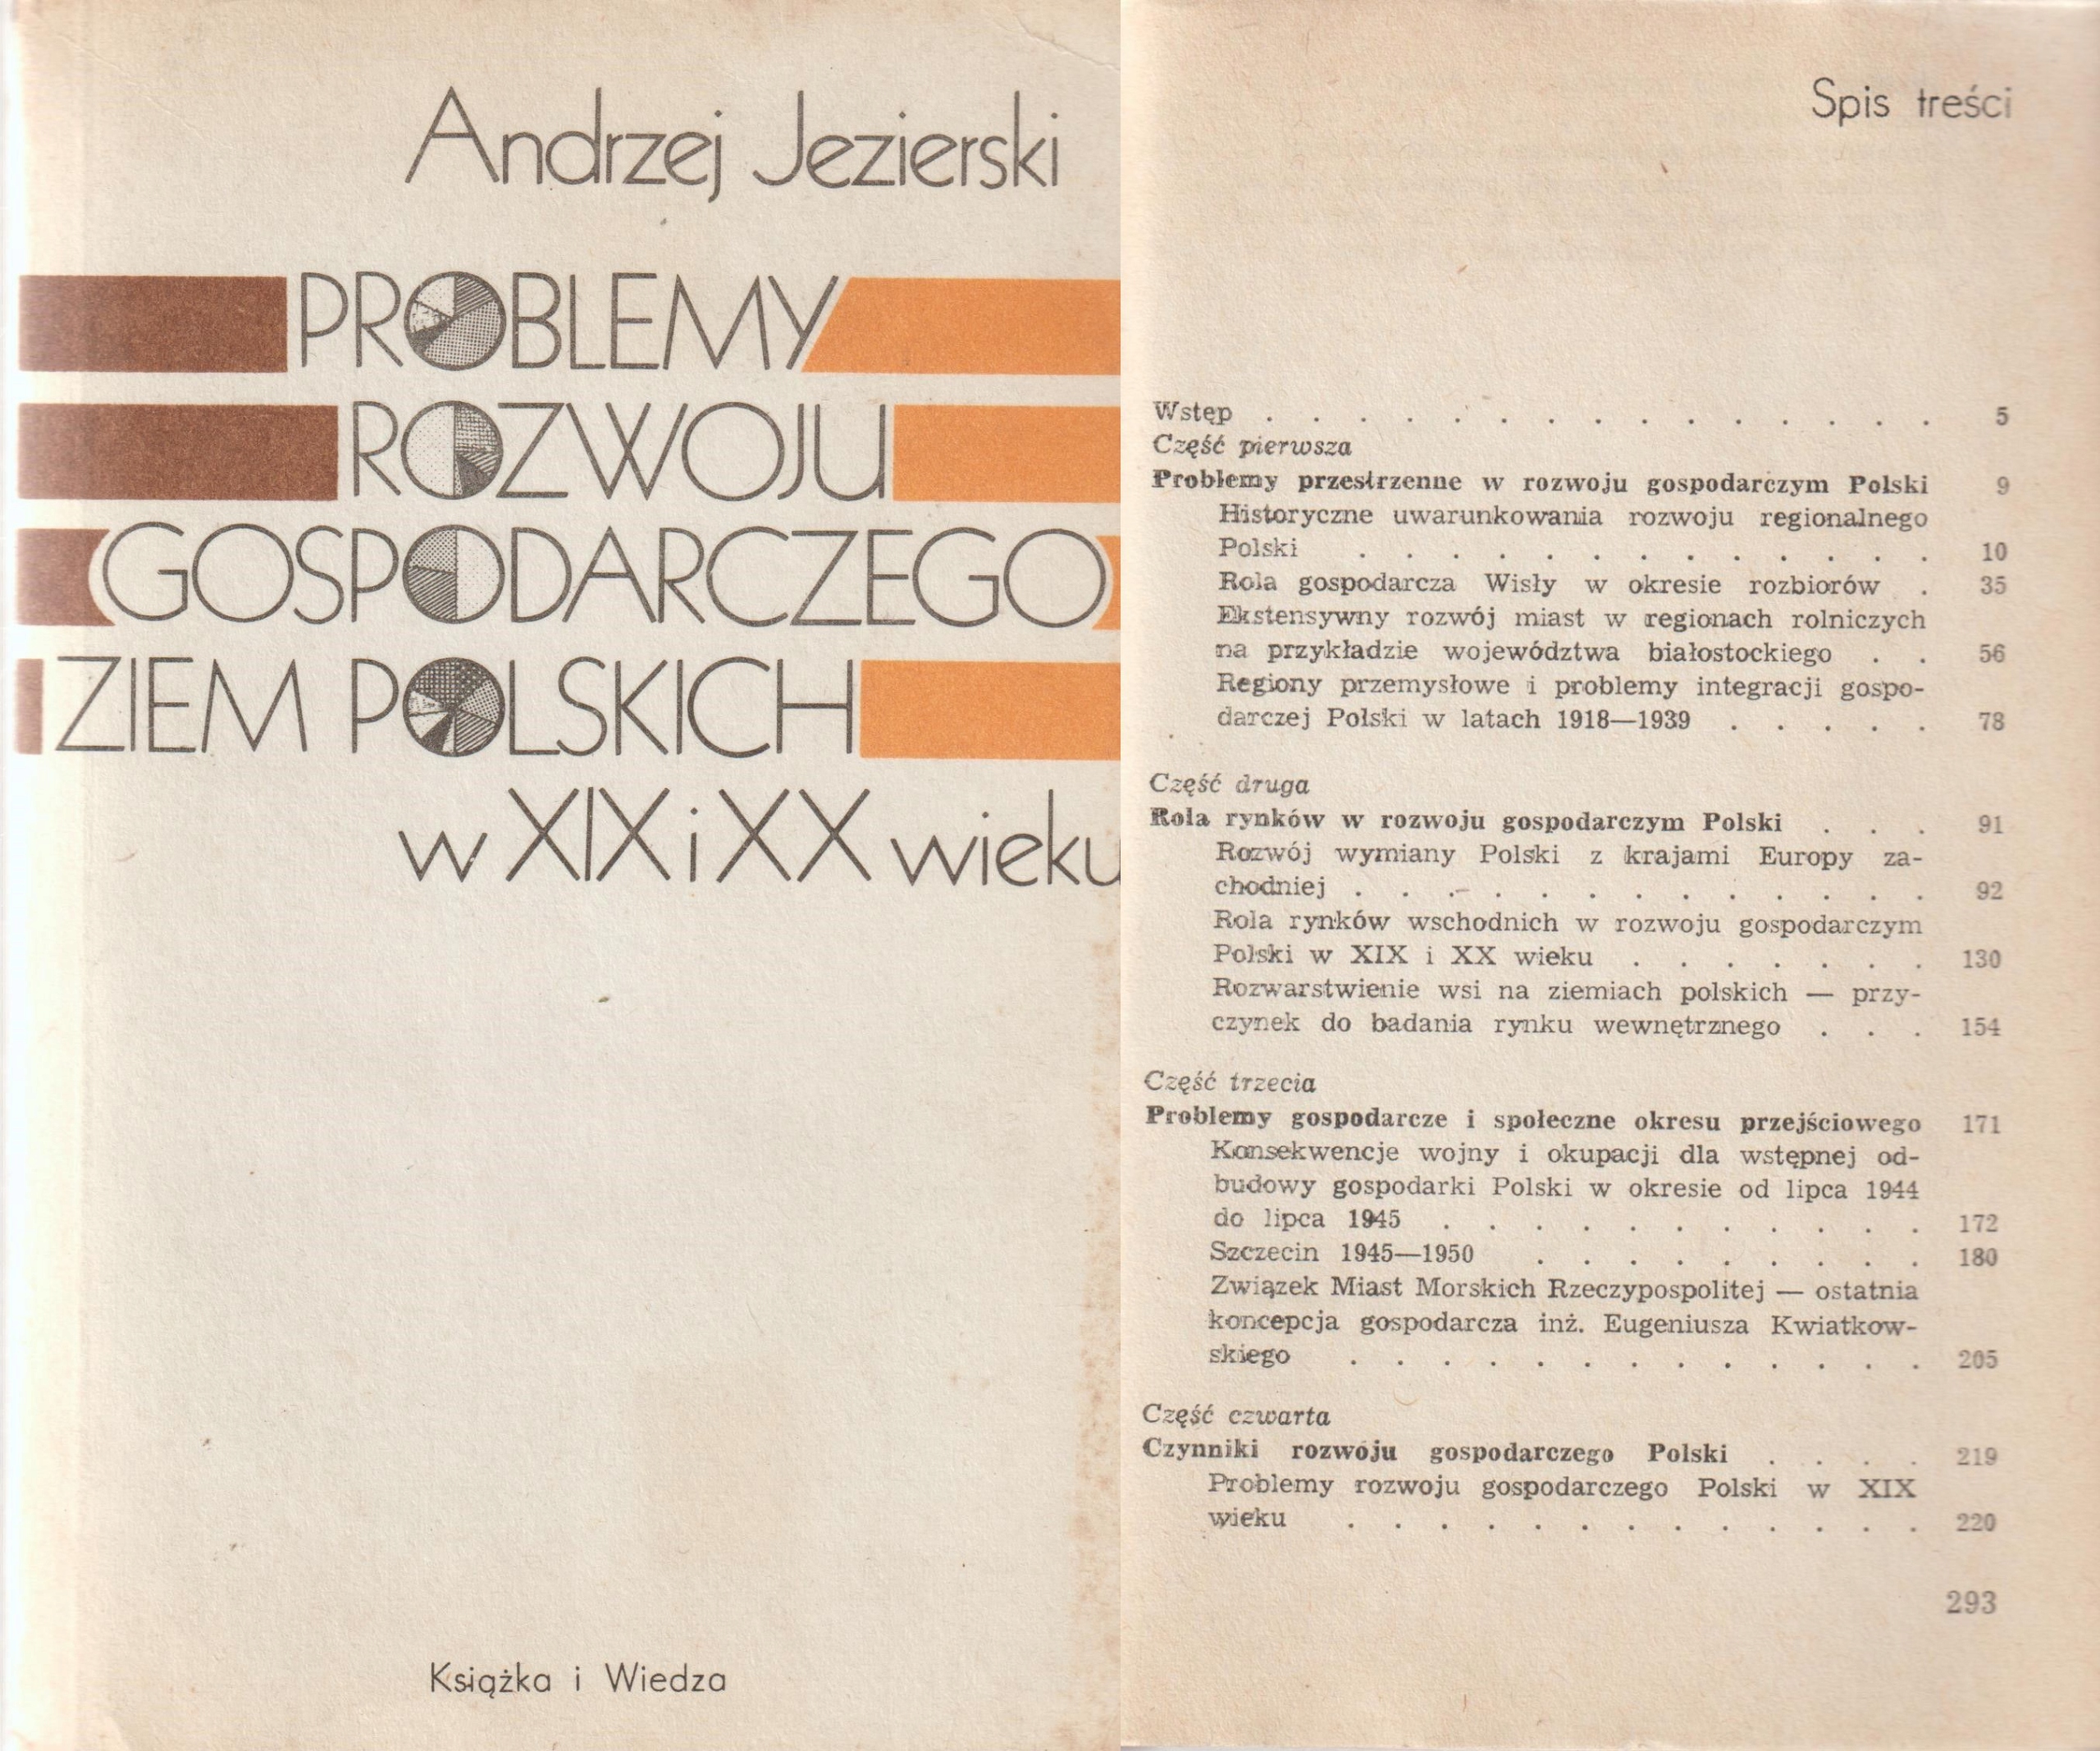 Andrzej Jezierski
PROBLEMY
ROZWOJU
GOSPODARCZEGO
ZIEM POLSKICH
w XIX i XX wieku
Książka i Wiedza
Spis treści
Wstęp . . . . . . . . . . . . . . . 5
Część pierwsza
Problemy przestrzenne w rozwoju gospodarczym Polski 9
Historyczne uwarunkowania rozwoju regionalnego
Polski . . . . . . . . . . . . . 10
Rola gospodarcza Wisły w okresie rozbiorów . 35
Ekstensywny rozwój miast w regionach rolniczych
na przykładzie województwa białostockiego . . 56
Regiony przemysłowe i problemy integracji gospo-
darczej Polski w latach 1918—1939 . . . . . 78
Część druga
Rola rynków w rozwoju gospodarczym Polski . . . 91
Rozwój wymiany Polski z krajami Europy za-
chodniej . . . . . . . . . . . . . 92
Rola rynków wschodnich w rozwoju gospodarczym
Polski w XIX i XX wieku . . . . . . . 130
Rozwarstwienie wsi na ziemiach polskich — przy-
czynek do badania rynku wewnętrznego . . . 154
Część trzecia
Problemy gospodarcze i społeczne okresu przejściowego 171
Konsekwencje wojny i okupacji dla wstępnej od-
budowy gospodarki Polski w okresie od lipca 1944
do lipca 1945 . . . . . . . . . . . 172
Szczecin 1945—1950 . . . . . . . . . 180
Związek Miast Morskich Rzeczypospolitej — ostatnia
koncepcja gospodarcza inż. Eugeniusza Kwiatkow-
skiego . . . . . . . . . . . . . 205
Część czwarta
Czynniki rozwoju gospodarczego Polski . . . . 219
Problemy rozwoju gospodarczego Polski w XIX
wieku . . . . . . . . . . . . . 220
293